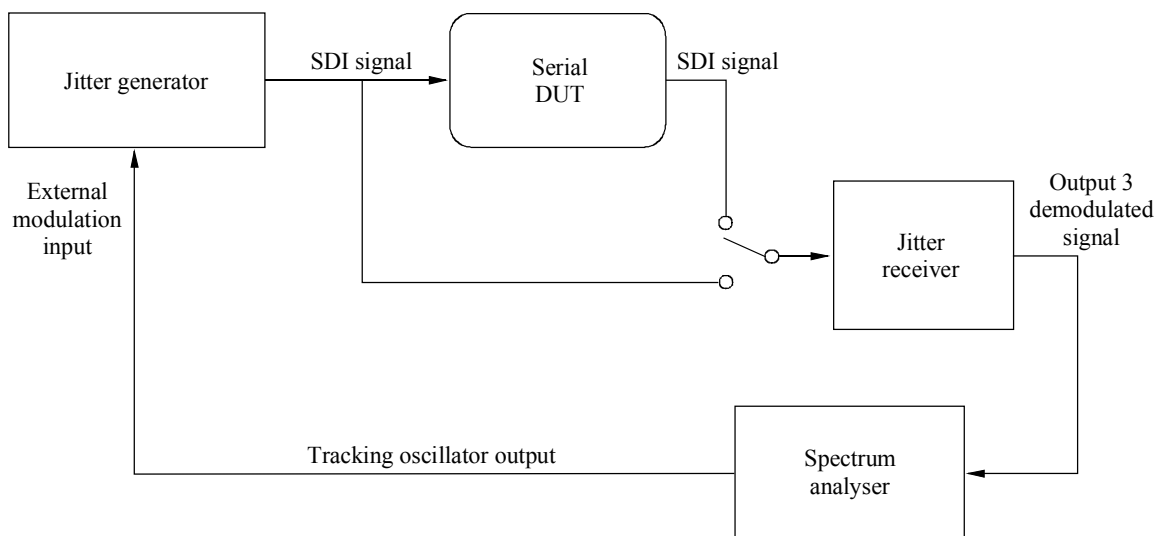 SDI signal
Serial
DUT
SDI signal
Jitter generator
External
modulation
input
Jitter
receiver
Output 3
demodulated
signal
Tracking oscillator output
Spectrum
analyser